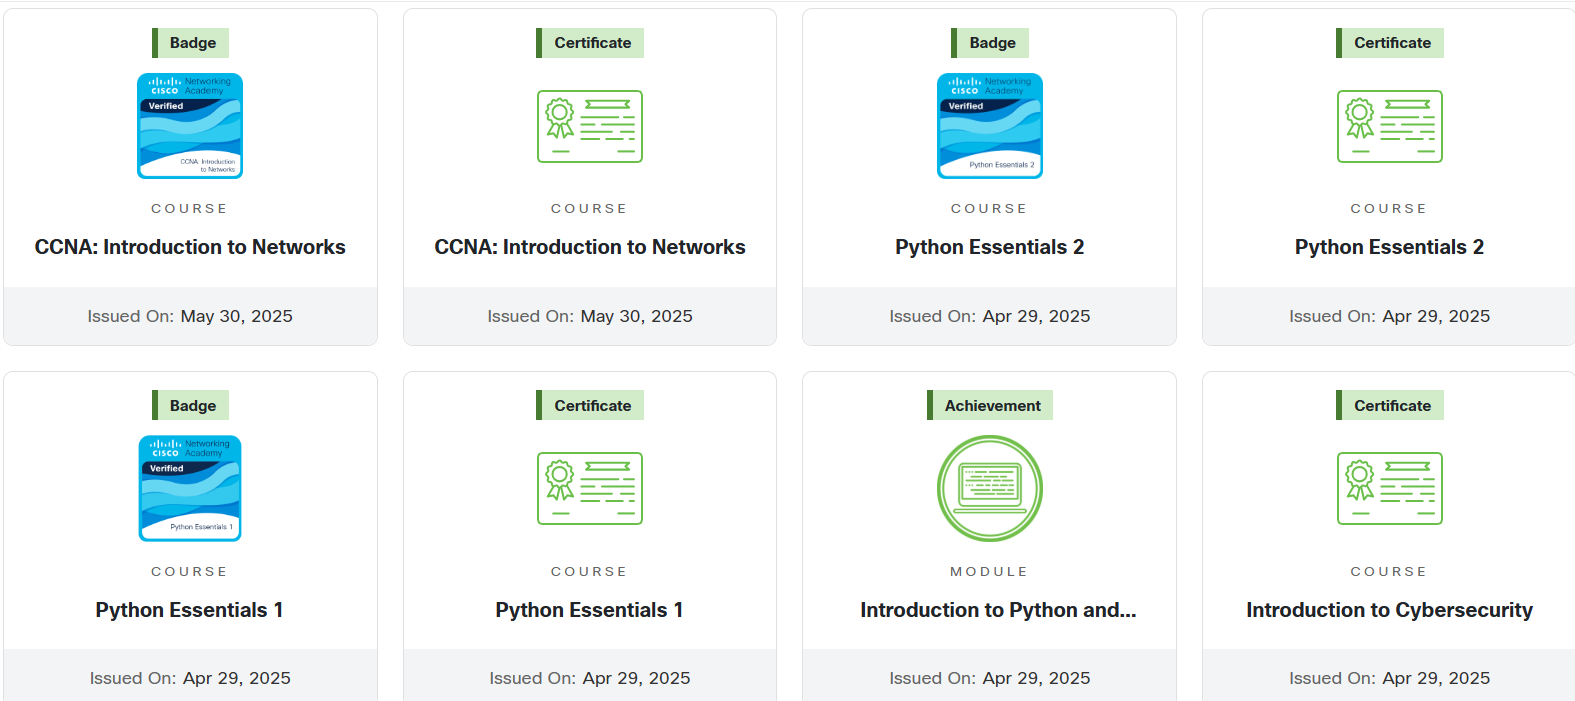 Badge
Networking
CISCO Academy
Verified
CCNA: Introduction
to Networks
COURSE
CCNA: Introduction to Networks
Issued On: May 30, 2025
Certificate
COURSE
CCNA: Introduction to Networks
Issued On: May 30, 2025
Badge
Networking
CISCO Academy
Verified
Python Essentials 2
COURSE
Python Essentials 2
Issued On: Apr 29, 2025
Certificate
COURSE
Python Essentials 2
Issued On: Apr 29, 2025
Badge
Networking
CISCO Academy
Verified
Python Essentials 1
COURSE
Python Essentials 1
Issued On: Apr 29, 2025
Certificate
COURSE
Python Essentials 1
Issued On: Apr 29, 2025
Achievement
MODULE
Introduction to Python and...
Issued On: Apr 29, 2025
Certificate
COURSE
Introduction to Cybersecurity
Issued On: Apr 29, 2025